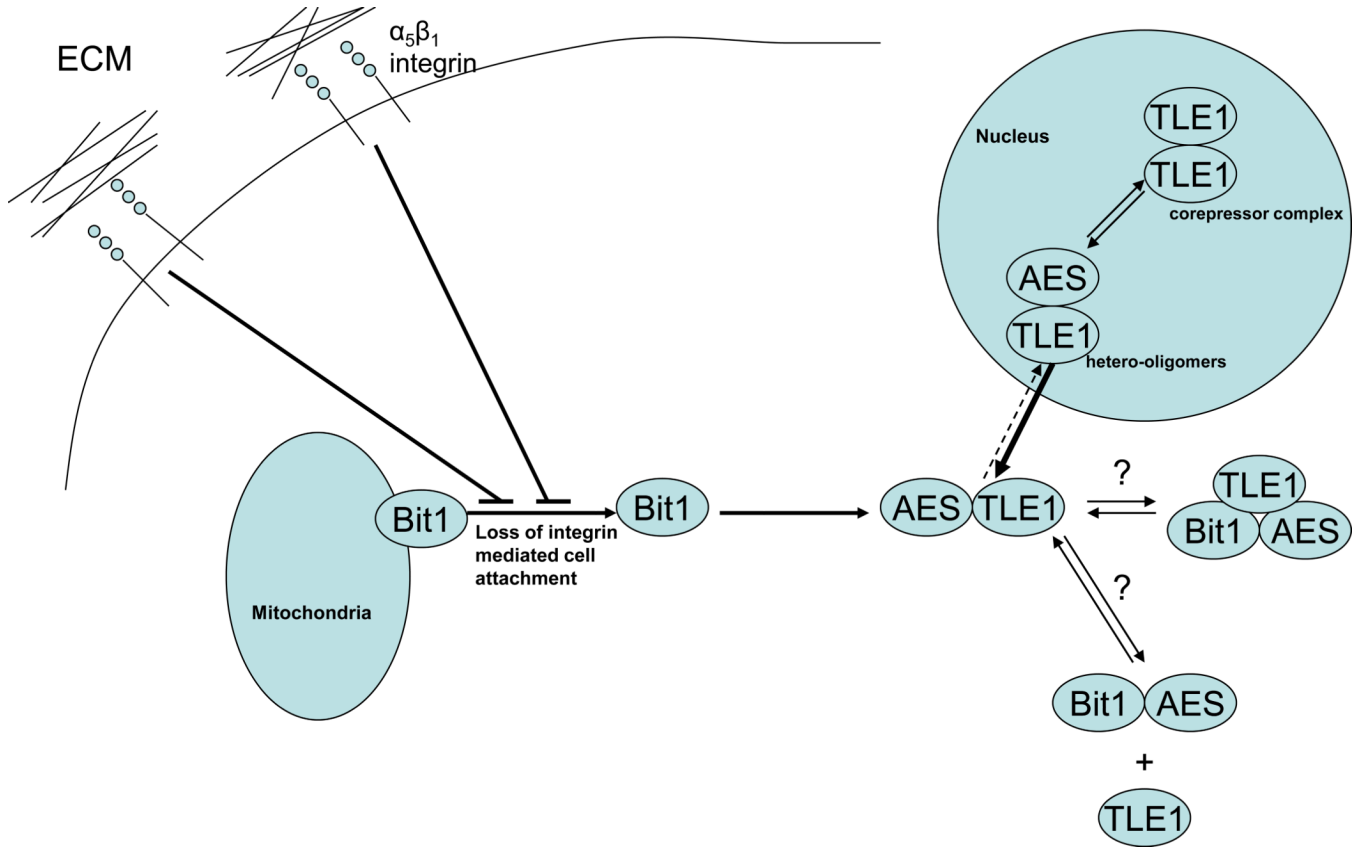 ECM
α5β1
integrin
Nucleus
TLE1
TLE1
corepressor complex
AES
TLE1
hetero-oligomers
Mitochondria
Bit1
Loss of integrin
mediated cell
attachment
Bit1
AES
TLE1
?
TLE1
Bit1
AES
?
Bit1
AES
+
TLE1